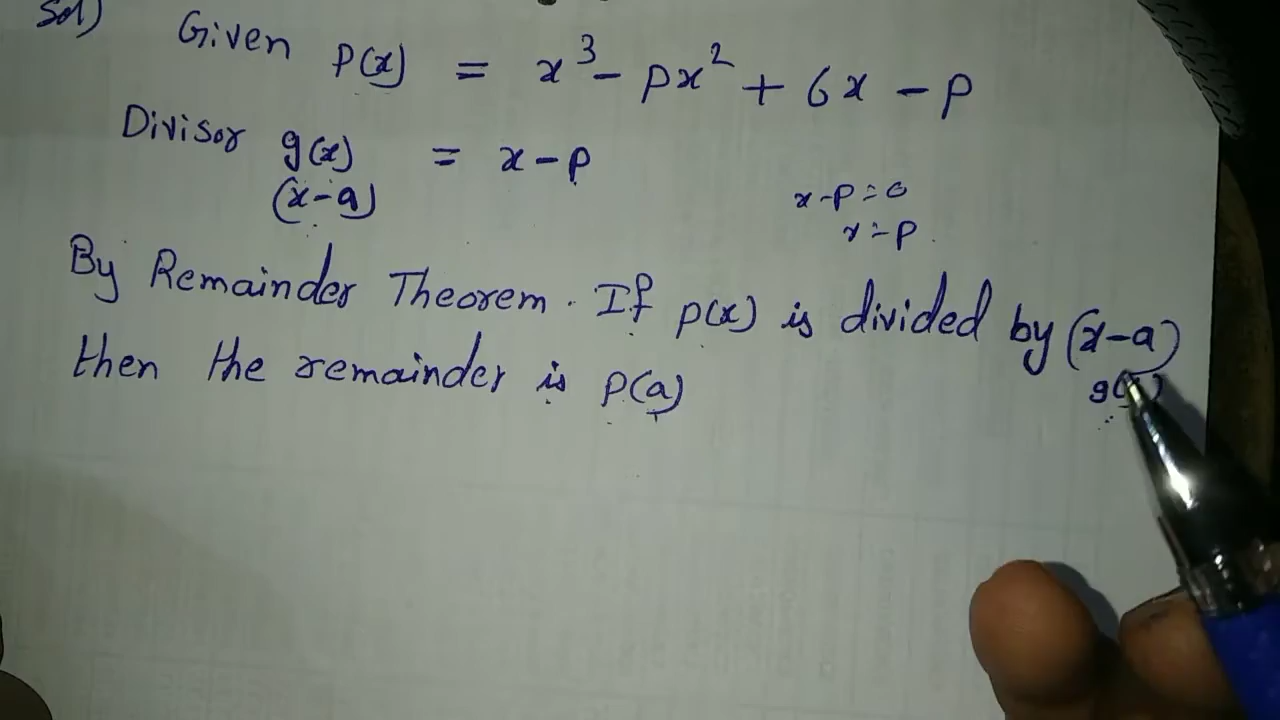 Sol)
Given p(x) = x³ - px² + 6x - p
Divisor g(x) = x - p
(x-a)
x-p=0
x=p.
By Remainder Theorem. If p(x) is divided by (x-a)
g(
then the remainder is p(a)